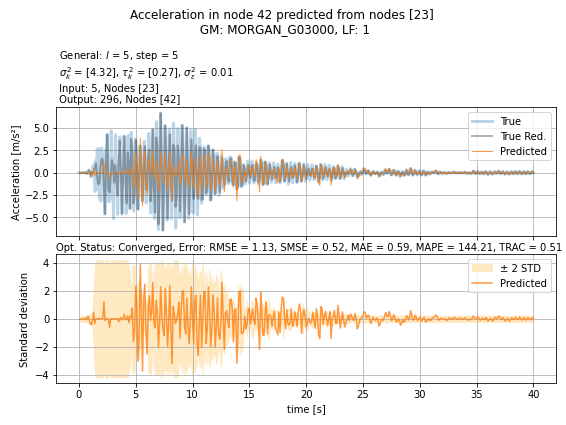 Acceleration in node 42 predicted from nodes [23]
GM: MORGAN_G03000, LF: 1
General: l = 5, step = 5
σ²ₖ = [4.32], τ²ₖ = [0.27], σ²ε = 0.01
Input: 5, Nodes [23]
Output: 296, Nodes [42]
Acceleration [m/s²]
5.0
2.5
0.0
−2.5
−5.0
True
True Red.
Predicted
Opt. Status: Converged, Error: RMSE = 1.13, SMSE = 0.52, MAE = 0.59, MAPE = 144.21, TRAC = 0.51
Standard deviation
4
2
0
−2
−4
± 2 STD
Predicted
0 5 10 15 20 25 30 35 40
time [s]